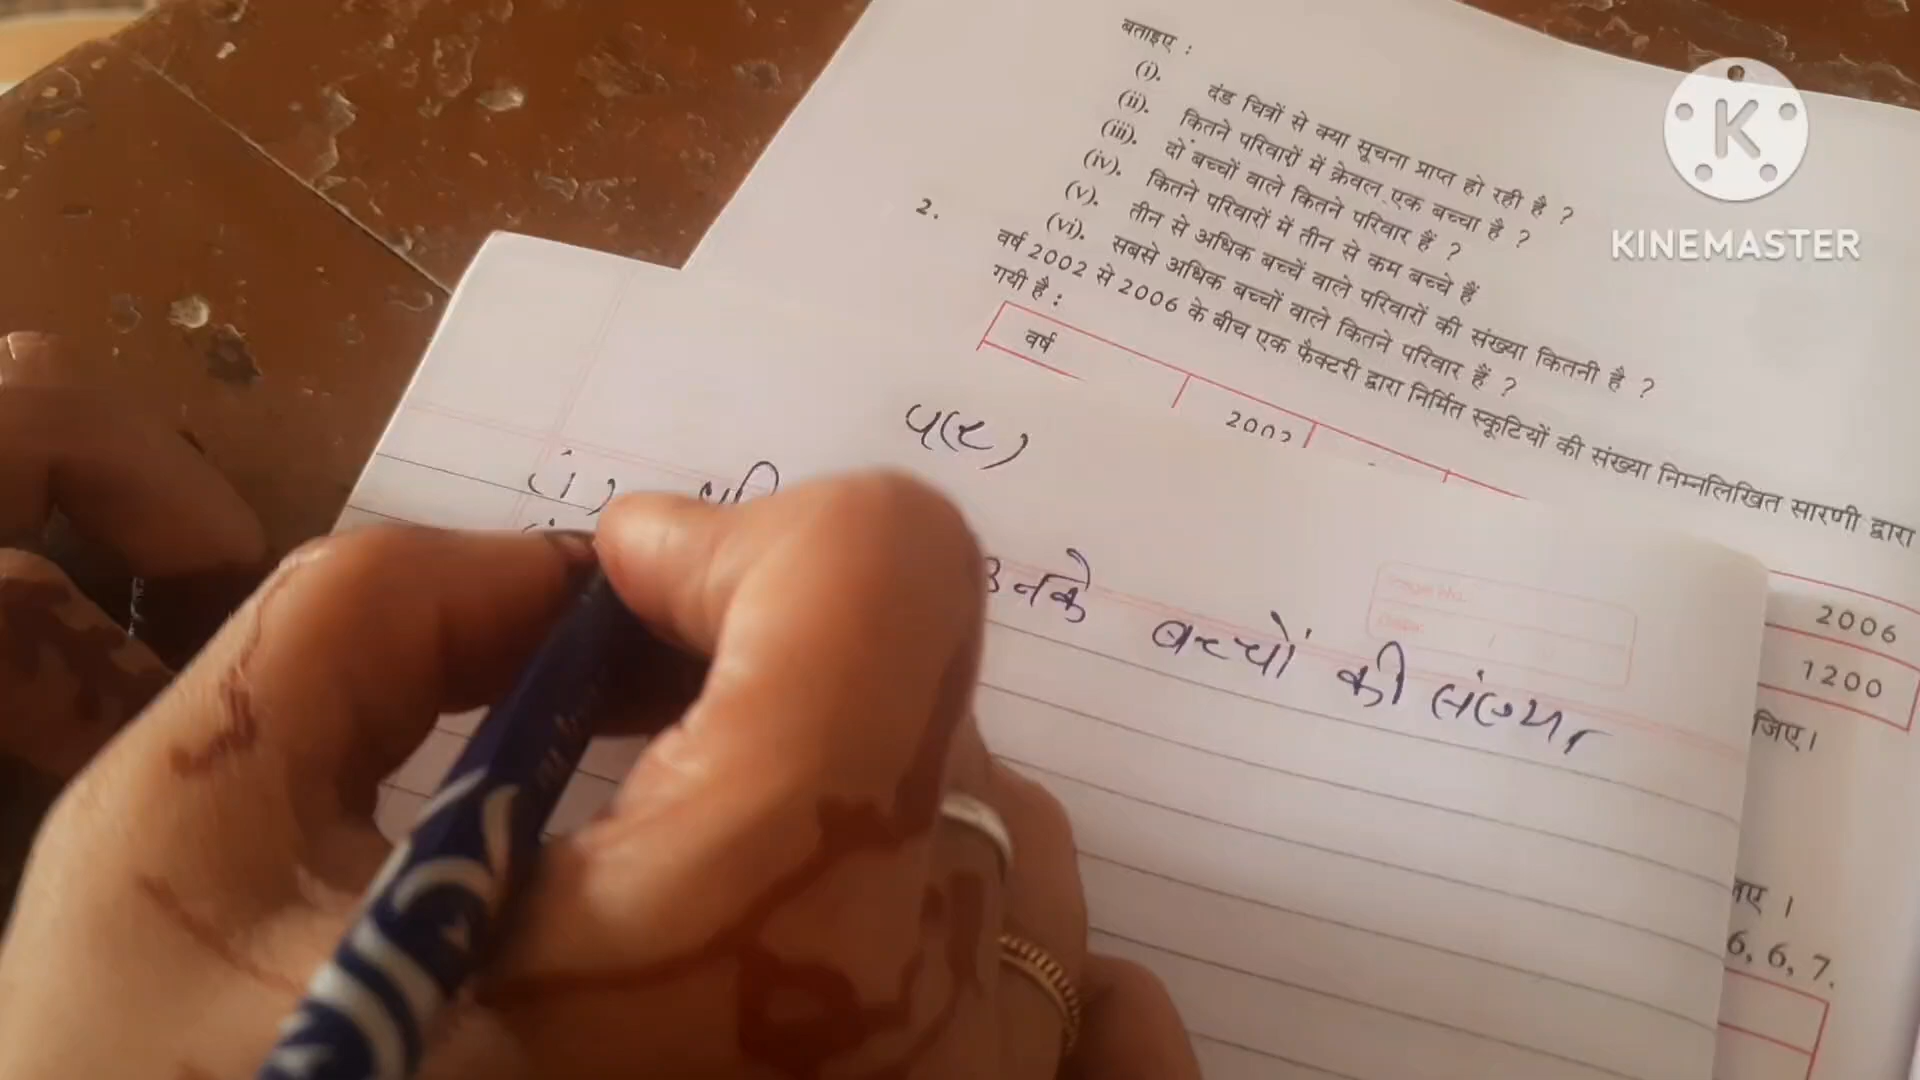 बताइए :
(i). दंड चित्रों से क्या सूचना प्राप्त हो रही है ?
(ii). कितने परिवारों में केवल एक बच्चा है ?
(iii). दो बच्चों वाले कितने परिवार हैं ?
(iv). कितने परिवारों में तीन से कम बच्चे हैं
(v). तीन से अधिक बच्चें वाले परिवारों की संख्या कितनी है ?
(vi). सबसे अधिक बच्चों वाले कितने परिवार हैं ?
2. वर्ष 2002 से 2006 के बीच एक फैक्टरी द्वारा निर्मित स्कूटियों की संख्या निम्नलिखित सारणी द्वारा
गयी है :
वर्ष 2002 2006
1200
जिए।
6, 6, 7.
(i)
उनके बच्चों की संख्या
K
KINEMASTER